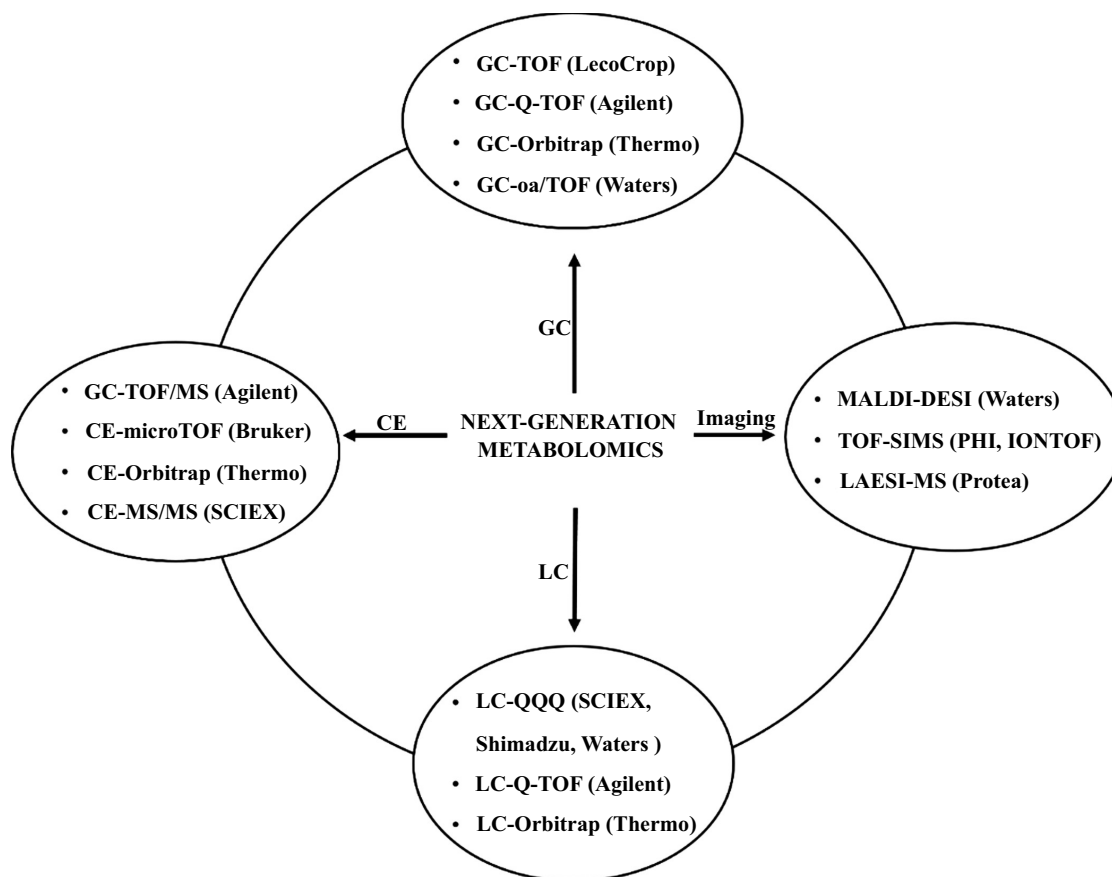 • GC-TOF (LecoCrop)
• GC-Q-TOF (Agilent)
• GC-Orbitrap (Thermo)
• GC-oa/TOF (Waters)
GC
• GC-TOF/MS (Agilent)
• CE-microTOF (Bruker)
• CE-Orbitrap (Thermo)
• CE-MS/MS (SCIEX)
CE
NEXT-GENERATION
METABOLOMICS
Imaging
• MALDI-DESI (Waters)
• TOF-SIMS (PHI, IONTOF)
• LAESI-MS (Protea)
LC
• LC-QQQ (SCIEX,
Shimadzu, Waters )
• LC-Q-TOF (Agilent)
• LC-Orbitrap (Thermo)